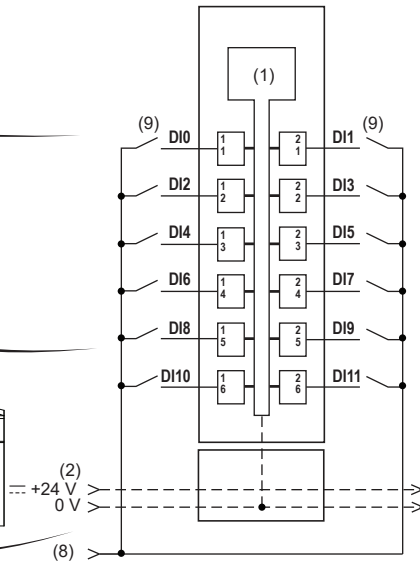 (1)
(9) DI0 1 1 2 1 DI1 (9)
DI2 1 2 2 2 DI3
DI4 1 3 2 3 DI5
DI6 1 4 2 4 DI7
DI8 1 5 2 5 DI9
DI10 1 6 2 6 DI11
(2)
+24 V
0 V
(8)